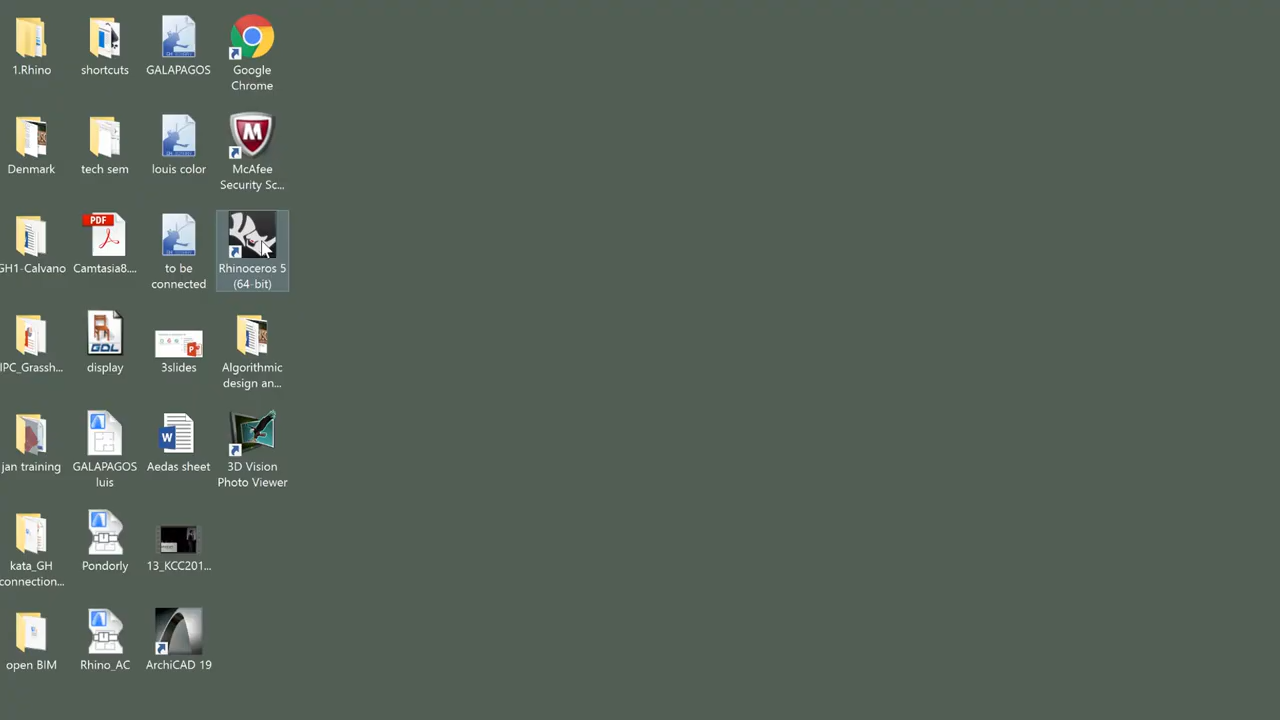 1.Rhino
shortcuts
GALAPAGOS
Google
Chrome
Denmark
tech sem
louis color
McAfee
Security Sc...
PDF
GH1-Calvano
Camtasia8....
to be
connected
Rhinoceros 5
(64-bit)
GDL
IPC_Grassh...
display
3slides
Algorithmic
design an...
jan training
GALAPAGOS
luis
Aedas sheet
3D Vision
Photo Viewer
kata_GH
connection...
Pondorly
13_KCC201...
open BIM
Rhino_AC
ArchiCAD 19